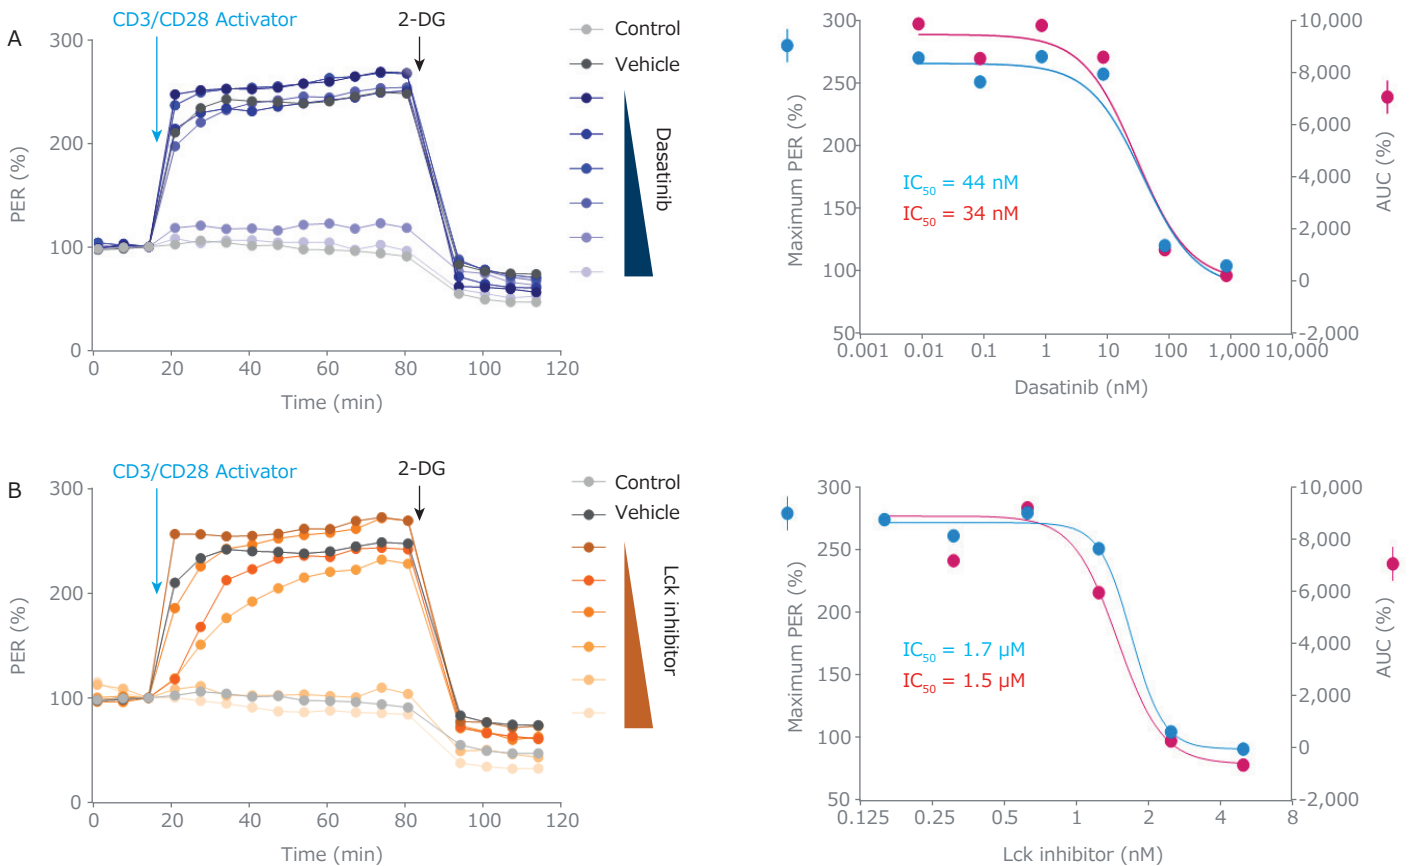 A
CD3/CD28 Activator
2-DG
300
200
100
0
PER (%)
0 20 40 60 80 100 120
Time (min)
Control
Vehicle
Dasatinib
300
250
200
150
100
50
Maximum PER (%)
10,000
8,000
6,000
4,000
2,000
0
-2,000
AUC (%)
IC50 = 44 nM
IC50 = 34 nM
0.001 0.01 0.1 1 10 100 1,000 10,000
Dasatinib (nM)
B
CD3/CD28 Activator
2-DG
300
200
100
0
PER (%)
0 20 40 60 80 100 120
Time (min)
Control
Vehicle
Lck inhibitor
300
250
200
150
100
50
Maximum PER (%)
10,000
8,000
6,000
4,000
2,000
0
-2,000
AUC (%)
IC50 = 1.7 µM
IC50 = 1.5 µM
0.125 0.25 0.5 1 2 4 8
Lck inhibitor (nM)